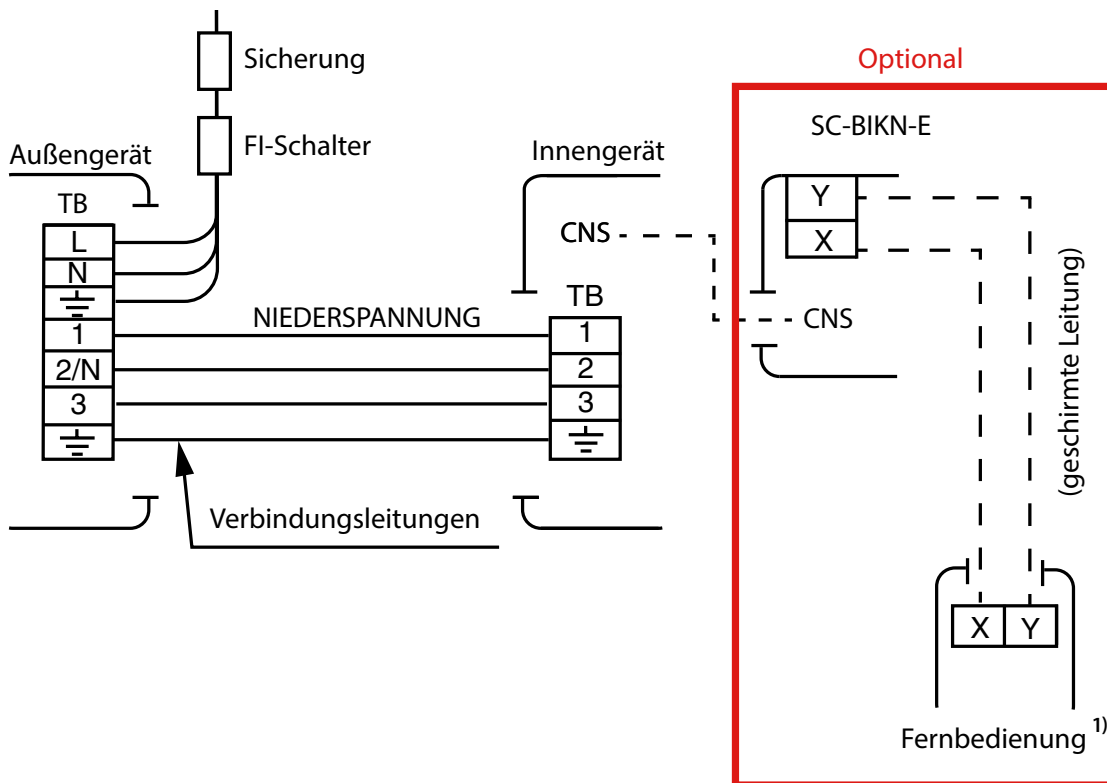 Sicherung
FI-Schalter
Außengerät
TB
L
N
1
2/N
3
NIEDERSPANNUNG
Verbindungsleitungen
Innengerät
CNS
TB
1
2
3
Optional
SC-BIKN-E
Y
X
CNS
(geschirmte Leitung)
X Y
Fernbedienung 1)